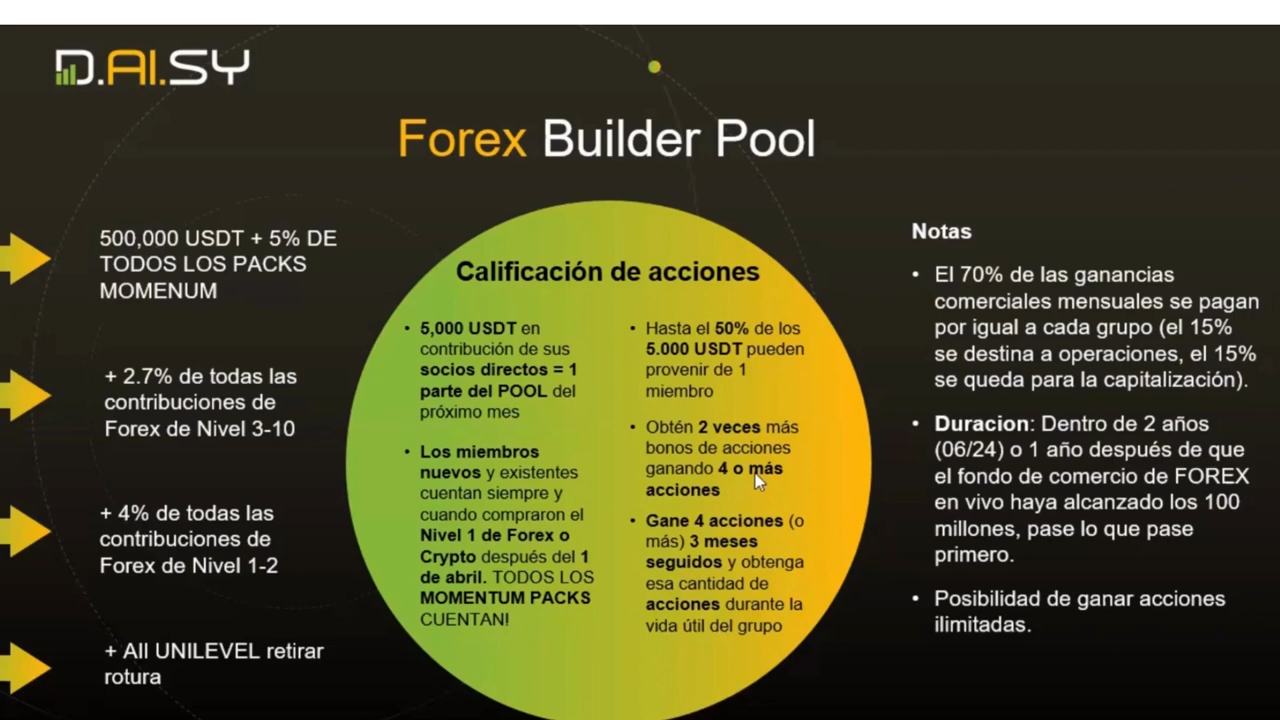 D.AI.SY
Forex Builder Pool
500,000 USDT + 5% DE
TODOS LOS PACKS
MOMENUM
+ 2.7% de todas las
contribuciones de
Forex de Nivel 3-10
+ 4% de todas las
contribuciones de
Forex de Nivel 1-2
+ All UNILEVEL retirar
rotura
Calificación de acciones
• 5,000 USDT en
contribución de sus
socios directos = 1
parte del POOL del
próximo mes
• Los miembros
nuevos y existentes
cuentan siempre y
cuando compraron el
Nivel 1 de Forex o
Crypto después del 1
de abril. TODOS LOS
MOMENTUM PACKS
CUENTAN!
• Hasta el 50% de los
5.000 USDT pueden
provenir de 1
miembro
• Obtén 2 veces más
bonos de acciones
ganando 4 o más
acciones
• Gane 4 acciones (o
más) 3 meses
seguidos y obtenga
esa cantidad de
acciones durante la
vida útil del grupo
Notas
• El 70% de las ganancias
comerciales mensuales se pagan
por igual a cada grupo (el 15%
se destina a operaciones, el 15%
se queda para la capitalización).
• Duracion: Dentro de 2 años
(06/24) o 1 año después de que
el fondo de comercio de FOREX
en vivo haya alcanzado los 100
millones, pase lo que pase
primero.
• Posibilidad de ganar acciones
ilimitadas.